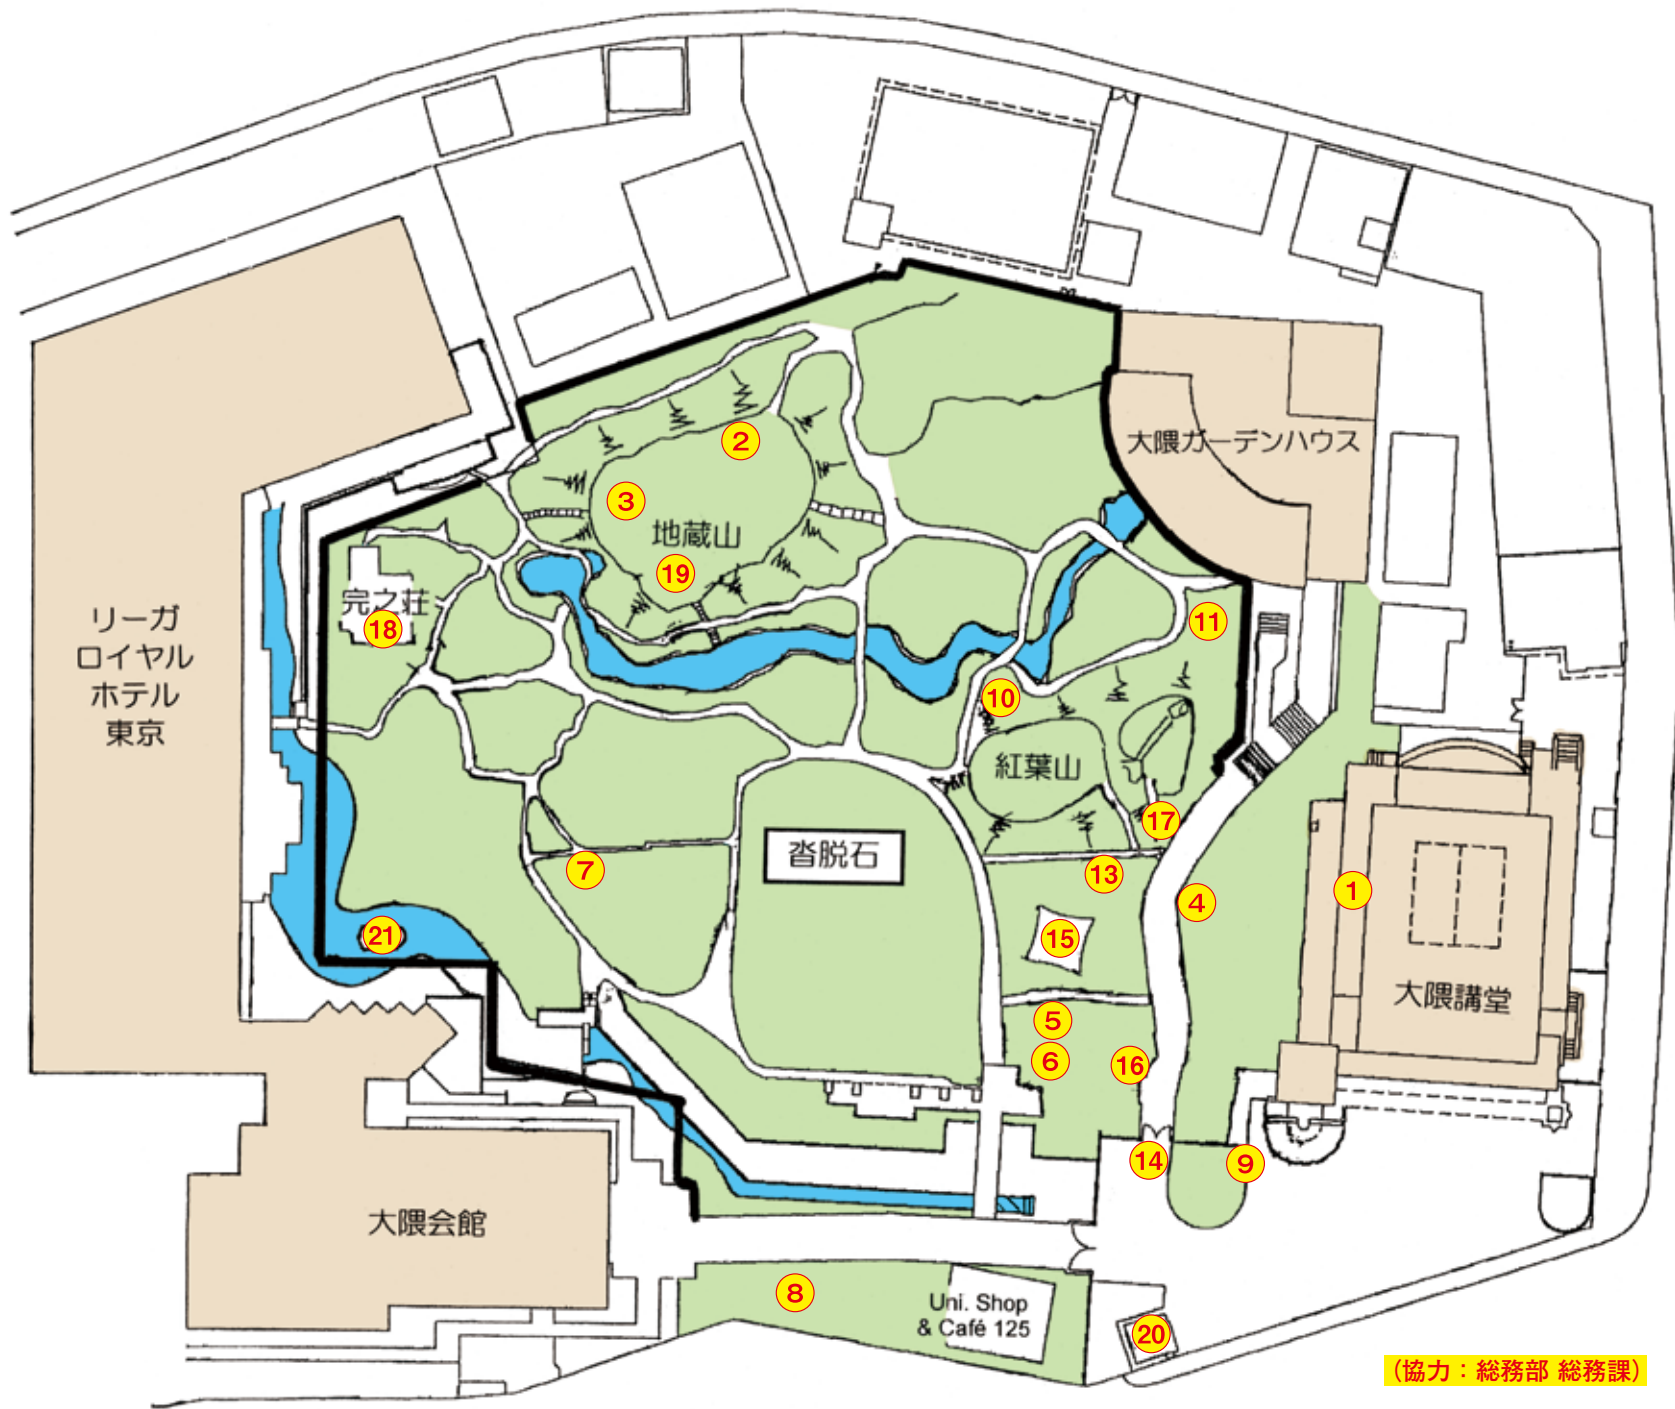 大隈ガーデンハウス
②
③
地蔵山
⑲
完之荘
⑱
リーガ
ロイヤル
ホテル
東京
⑪
⑩
紅葉山
⑰
沓脱石
⑦
⑬
④
①
㉑
⑮
大隈講堂
⑤
⑥
⑯
⑭
⑨
大隈会館
⑧
Uni. Shop
& Café 125
⑳
（協力：総務部 総務課）